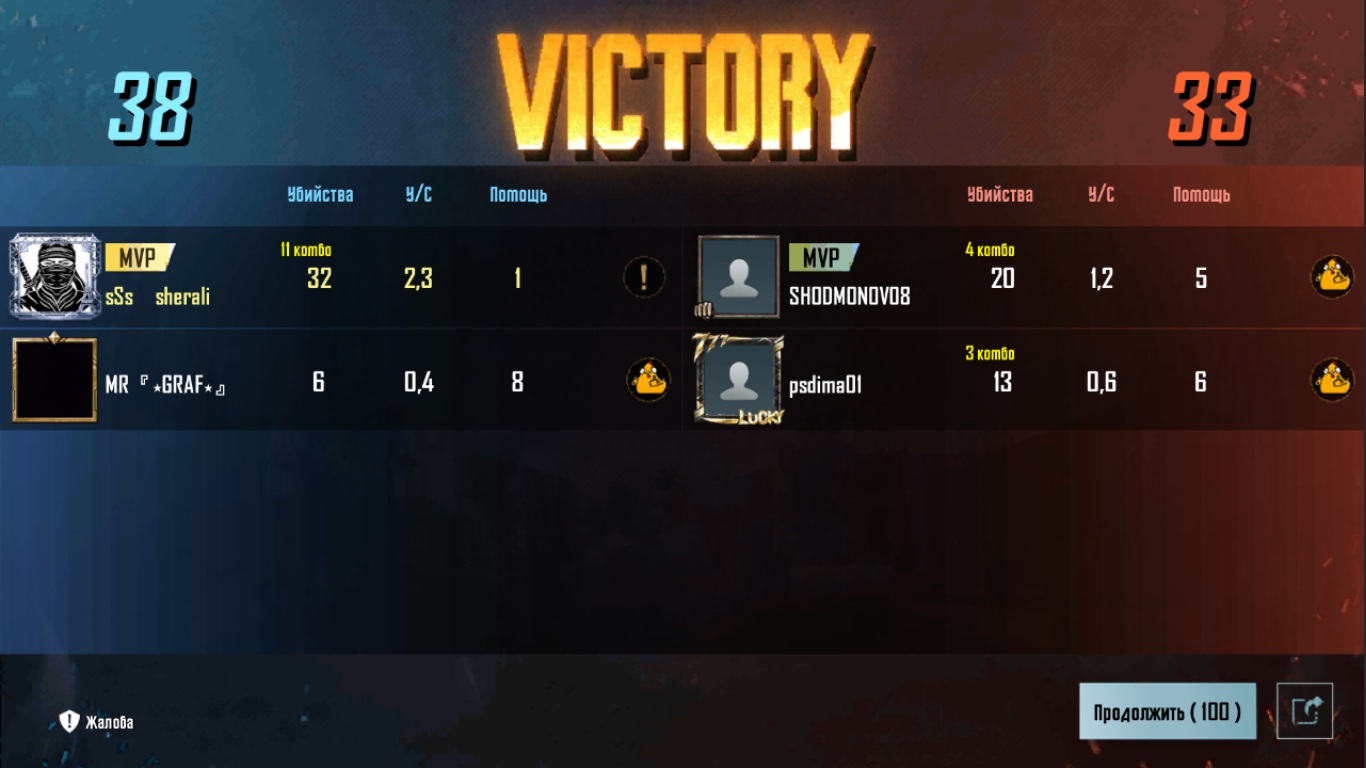 VICTORY
38
33
Убийства У/С Помощь
Убийства У/С Помощь
MVP
11 комбо
sSs sherali
32 2,3 1
MVP
4 комбо
SHODMONOV08
20 1,2 5
MR『⭑GRAF⭑』
6 0,4 8
777
LUCKY
3 комбо
psdima01
13 0,6 6
Жалоба
Продолжить ( 100 )